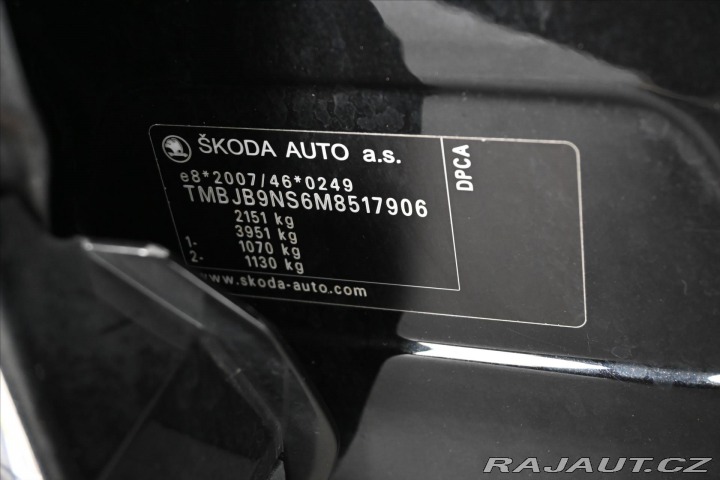 ŠKODA AUTO a.s.
DPCA
e8*2007/46*0249
TMBJB9NS6M8517906
2151 kg
3951 kg
1- 1070 kg
2- 1130 kg
www.skoda-auto.com
RAJAUT.CZ